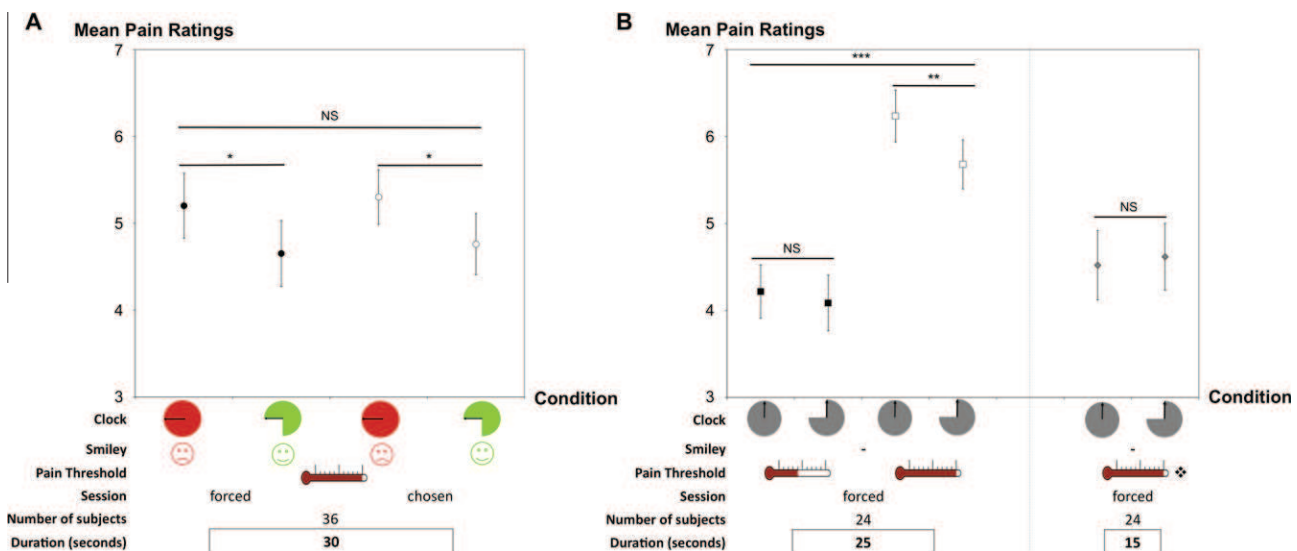 A
Mean Pain Ratings
7
6
5
4
3
NS
*
*
Condition
Clock
Smiley
Pain Threshold
Session
forced
chosen
Number of subjects
36
Duration (seconds)
30
B
Mean Pain Ratings
7
6
5
4
3
***
**
NS
NS
Condition
Clock
Smiley
-
-
Pain Threshold
Session
forced
forced
Number of subjects
24
24
Duration (seconds)
25
15